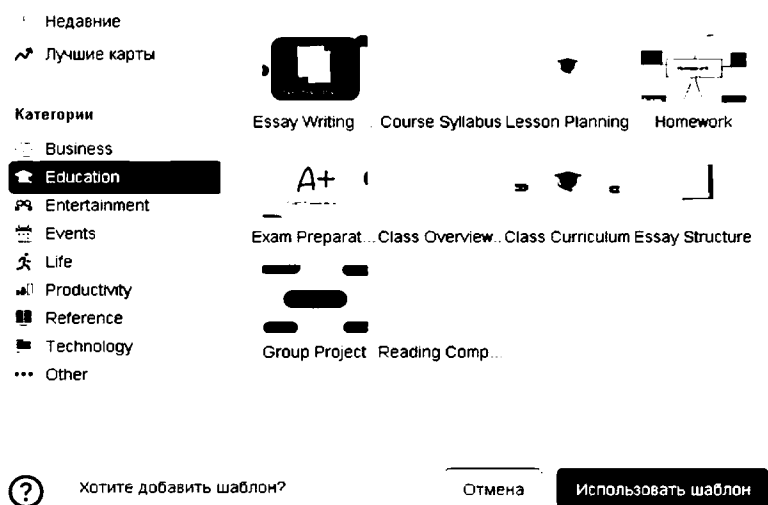 Недавние
Лучшие карты
Категории
Business
Education
Entertainment
Events
Life
Productivity
Reference
Technology
Other
Essay Writing
Course Syllabus
Lesson Planning
Homework
A+
Exam Preparat...
Class Overview...
Class Curriculum
Essay Structure
Group Project
Reading Comp...
Хотите добавить шаблон?
Отмена
Использовать шаблон